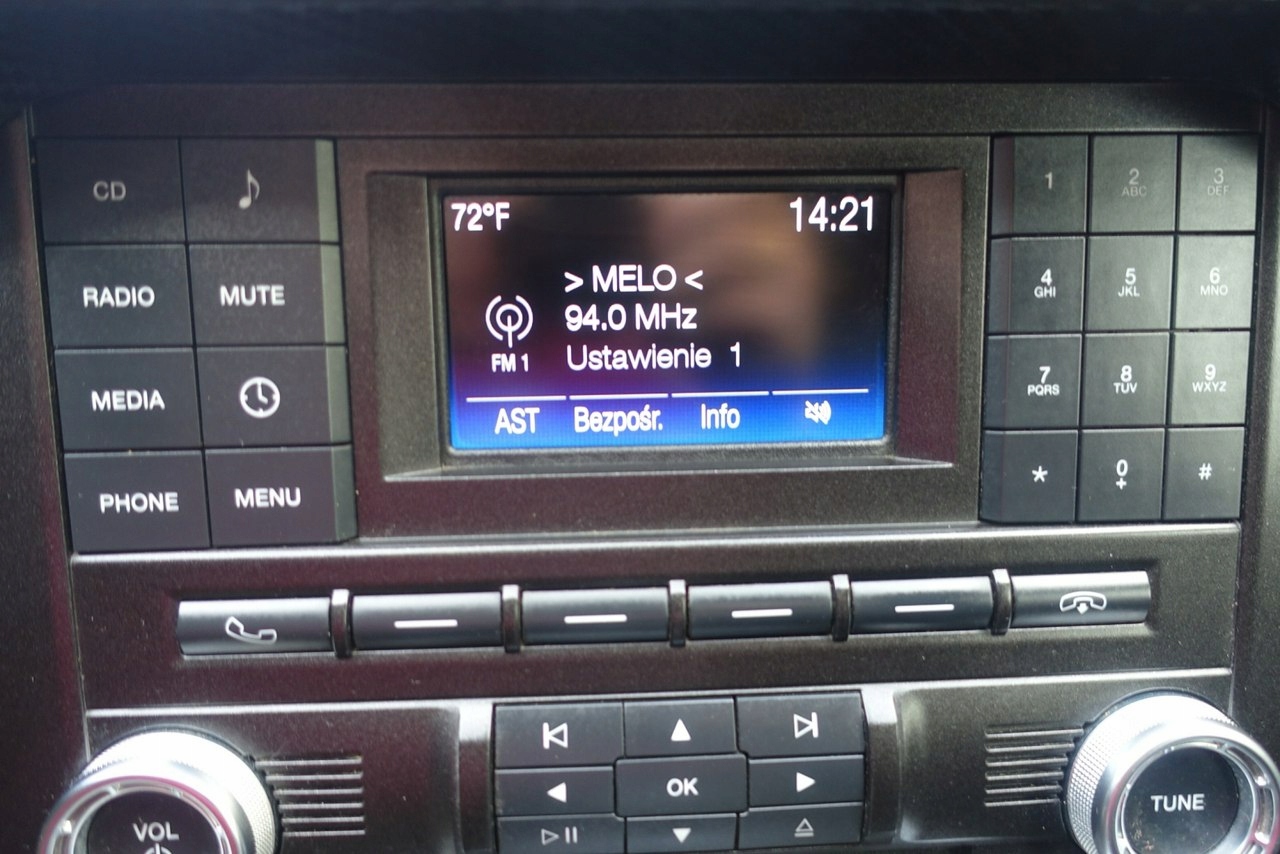 CD
RADIO
MUTE
MEDIA
PHONE
MENU
72°F
14:21
> MELO <
94.0 MHz
FM 1
Ustawienie 1
AST Bezpośr. Info
1
2 ABC
3 DEF
4 GHI
5 JKL
6 MNO
7 PQRS
8 TUV
9 WXYZ
*
0 +
#
OK
VOL
TUNE